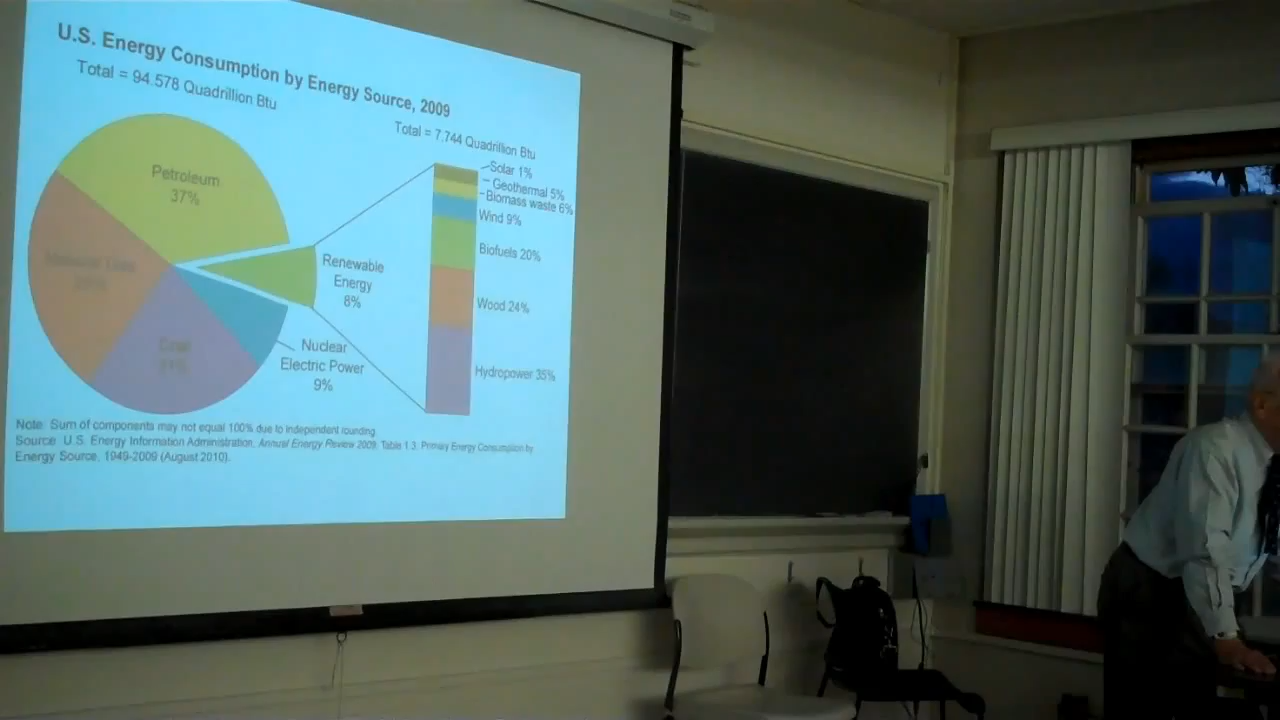 U.S. Energy Consumption by Energy Source, 2009
Total = 94.578 Quadrillion Btu
Total = 7.744 Quadrillion Btu
Petroleum
37%
Coal
Renewable
Energy
8%
Nuclear
Electric Power
9%
Solar 1%
Geothermal 5%
Biomass waste 6%
Wind 9%
Biofuels 20%
Wood 24%
Hydropower 35%
Note: Sum of components may not equal 100% due to independent rounding
Source: U.S. Energy Information Administration, Annual Energy Review 2009, Table 1.3, Primary Energy Consumption by
Energy Source, 1949-2009 (August 2010).